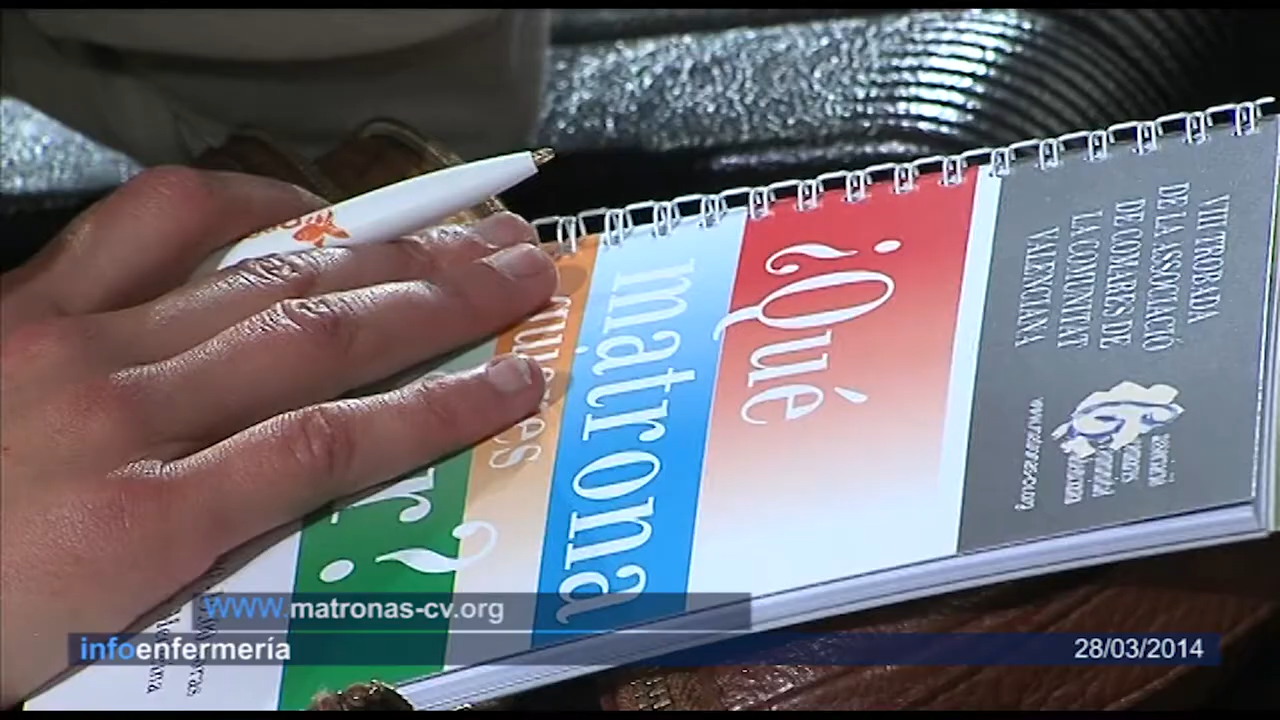 VIII TROBADA
DE LA ASSOCIACIÓ
DE COMARES DE
LA COMUNITAT
VALENCIANA
¿Qué
matrona
r?
www.matronas-cv.org
infoenfermería
28/03/2014